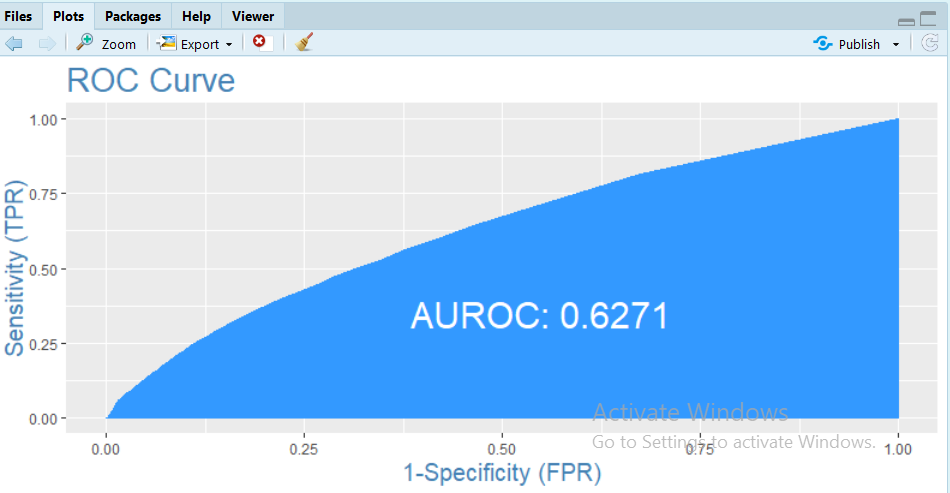 Files Plots Packages Help Viewer
Zoom Export Publish
ROC Curve
1.00
0.75
0.50
0.25
0.00
Sensitivity (TPR)
AUROC: 0.6271
Activate Windows
Go to Settings to activate Windows.
0.00 0.25 0.50 0.75 1.00
1-Specificity (FPR)